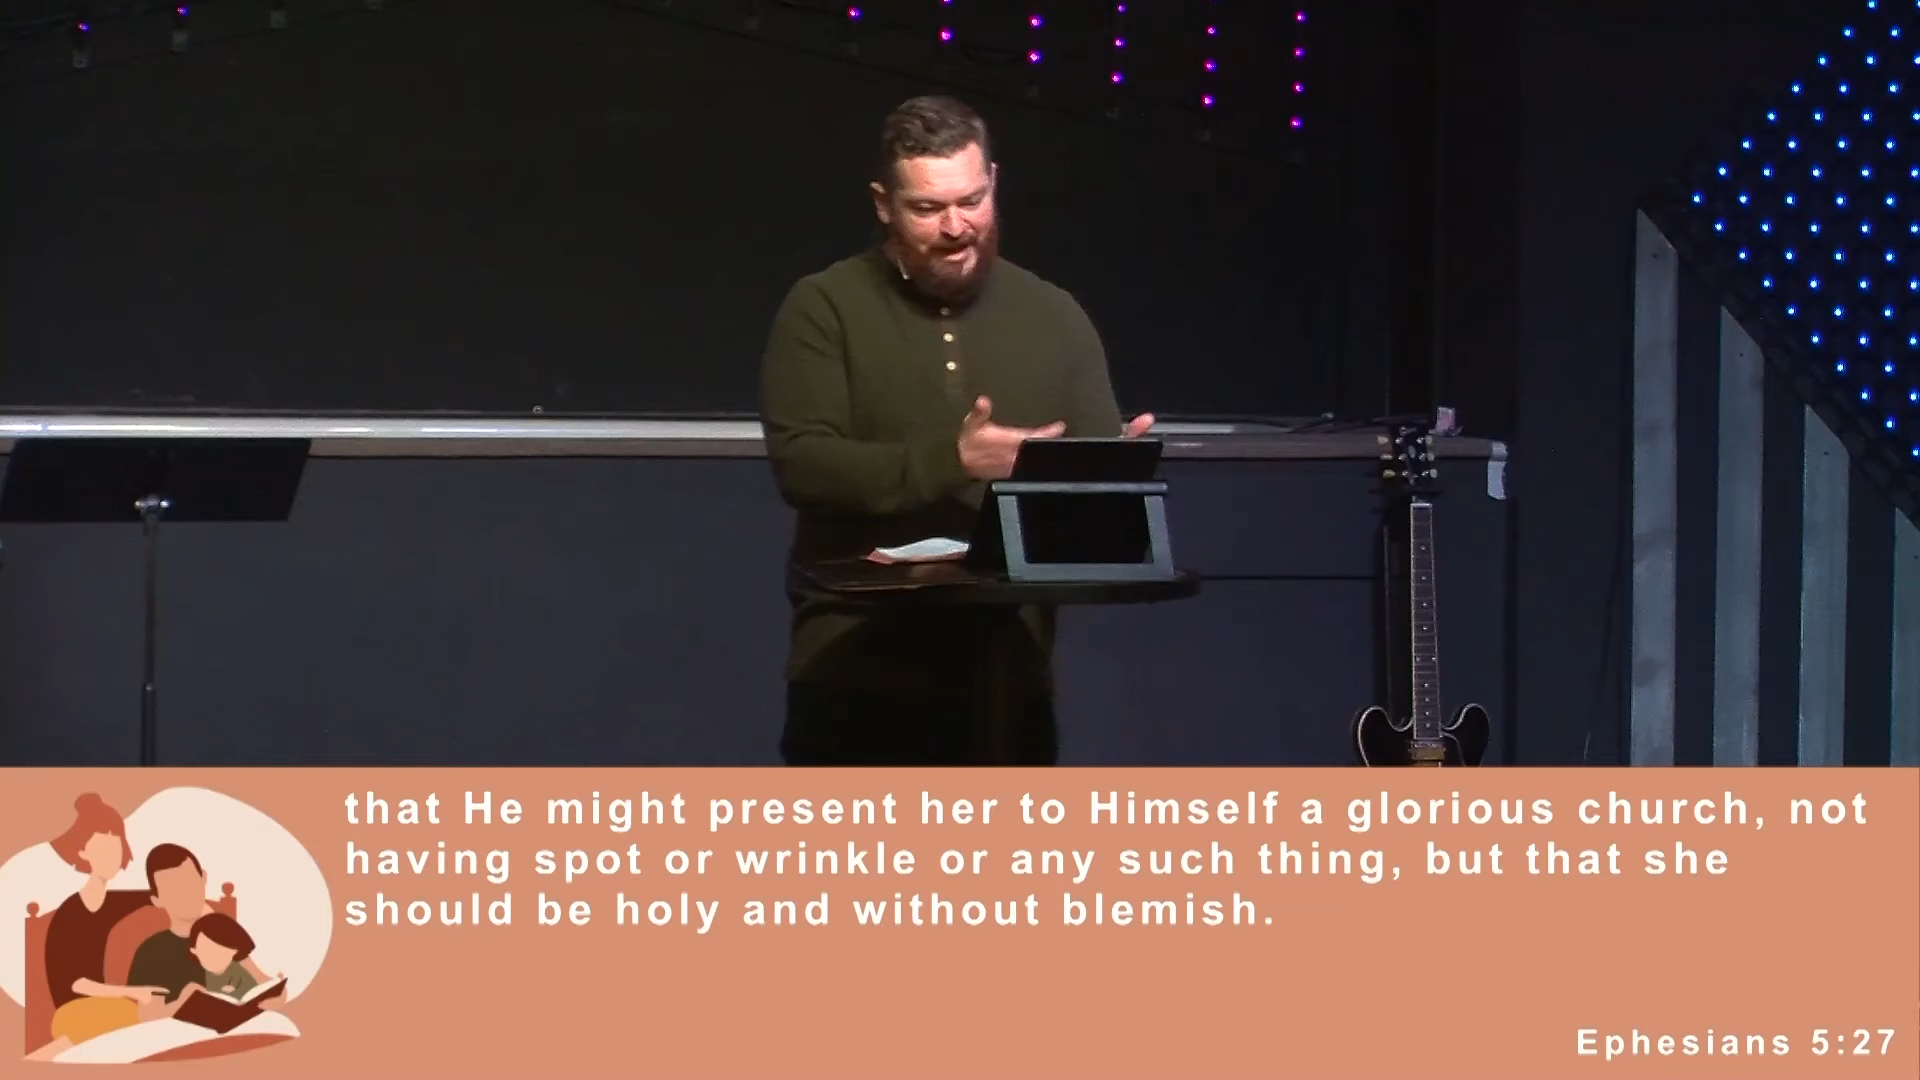 that He might present her to Himself a glorious church, not
having spot or wrinkle or any such thing, but that she
should be holy and without blemish.
Ephesians 5:27